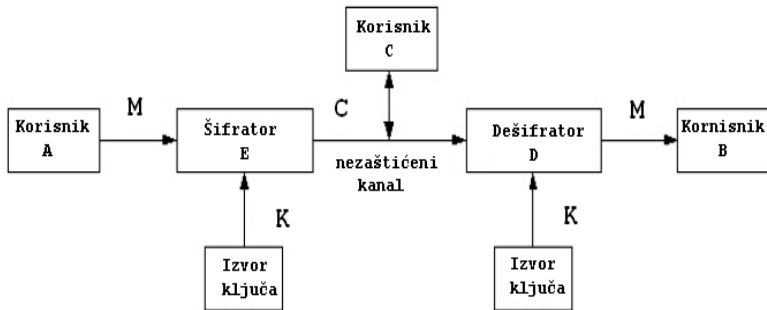 Korisnik
C
M
C
M
Korisnik
A
Šifrator
E
nezaštićeni
kanal
Dešifrator
D
Kornisnik
B
K
K
Izvor
ključa
Izvor
ključa